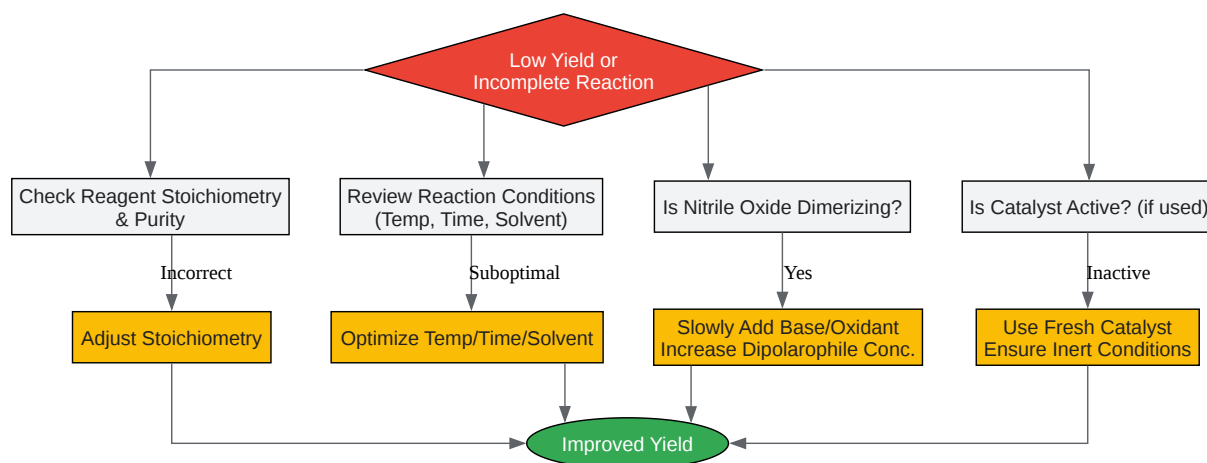 Low Yield or
Incomplete Reaction
Check Reagent Stoichiometry
& Purity
Review Reaction Conditions
(Temp, Time, Solvent)
Is Nitrile Oxide Dimerizing?
Is Catalyst Active? (if used)
Incorrect
Suboptimal
Yes
Inactive
Adjust Stoichiometry
Optimize Temp/Time/Solvent
Slowly Add Base/Oxidant
Increase Dipolarophile Conc.
Use Fresh Catalyst
Ensure Inert Conditions
Improved Yield